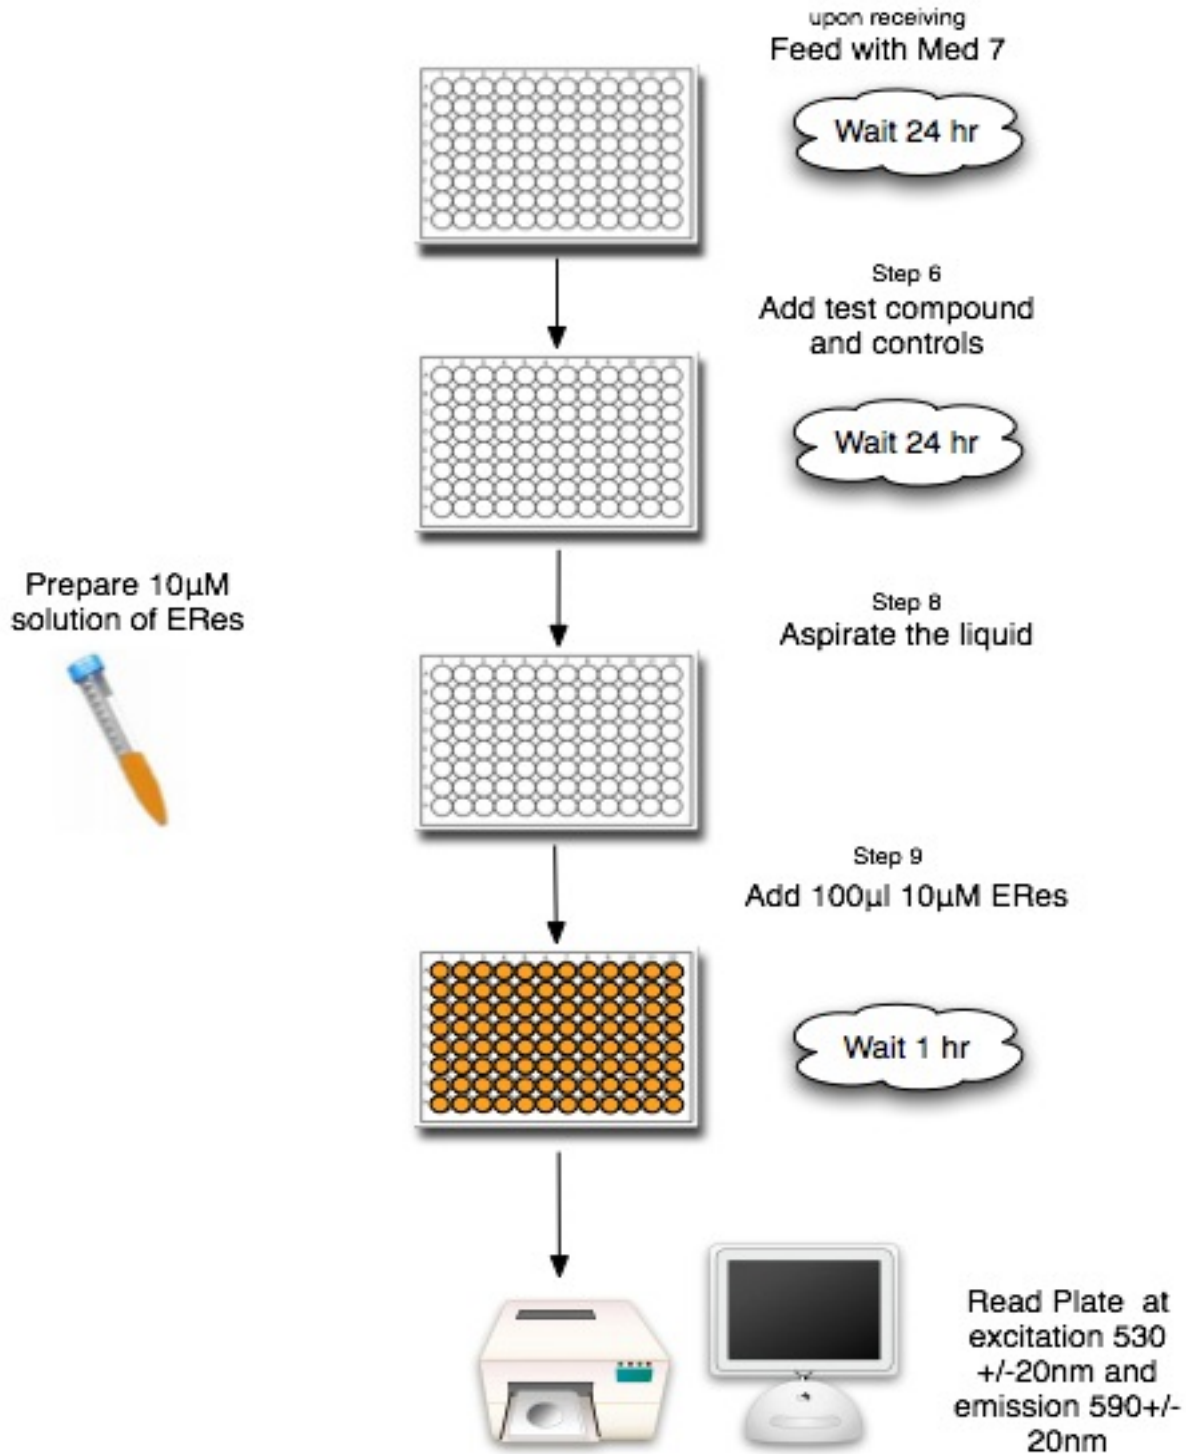 upon receiving
Feed with Med 7
Wait 24 hr
Step 6
Add test compound
and controls
Wait 24 hr
Prepare 10µM
solution of ERes
Step 8
Aspirate the liquid
Step 9
Add 100µl 10µM ERes
Wait 1 hr
Read Plate at
excitation 530
+/-20nm and
emission 590+/-
20nm